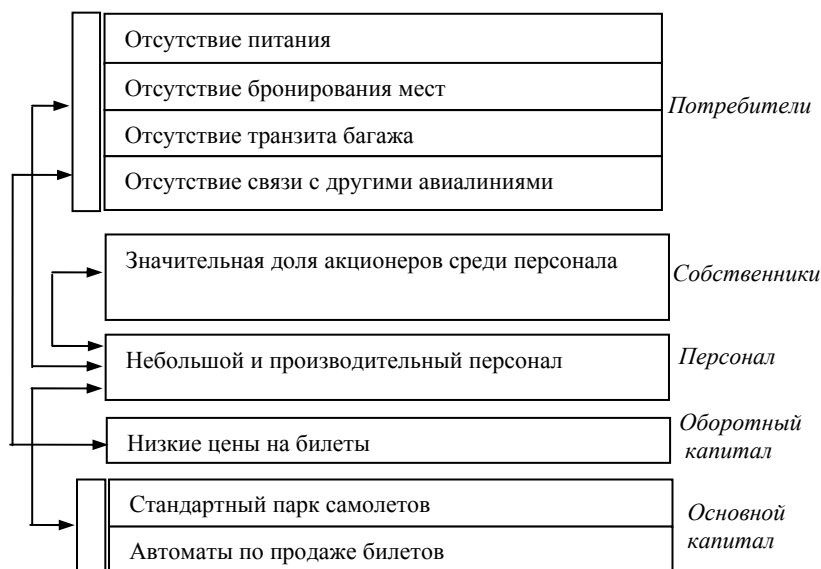 Отсутствие питания
Отсутствие бронирования мест
Потребители
Отсутствие транзита багажа
Отсутствие связи с другими авиалиниями
Значительная доля акционеров среди персонала
Собственники
Небольшой и производительный персонал
Персонал
Низкие цены на билеты
Оборотный
капитал
Стандартный парк самолетов
Автоматы по продаже билетов
Основной
капитал